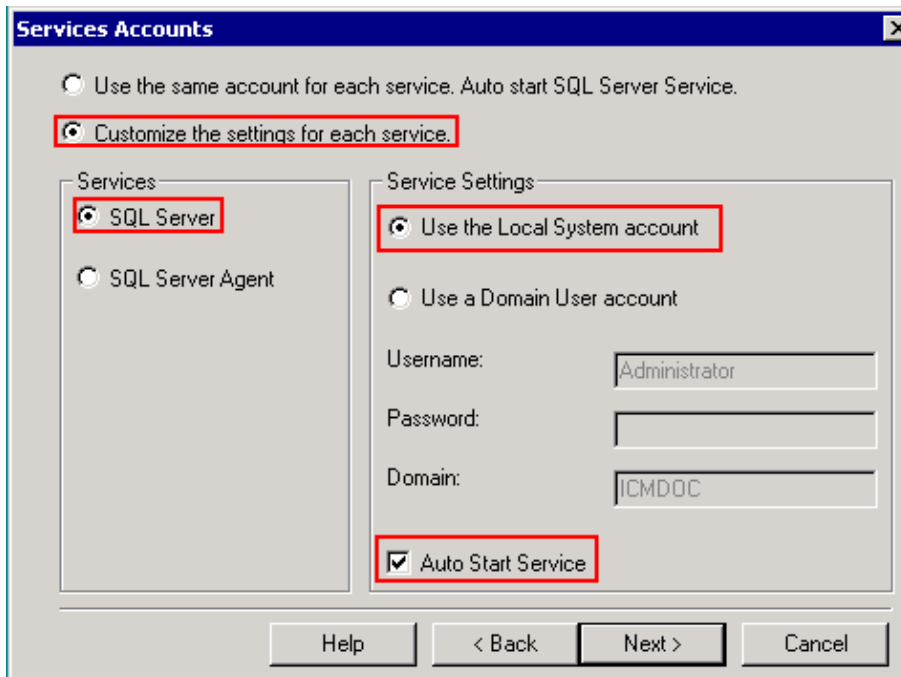 Services Accounts
Use the same account for each service. Auto start SQL Server Service.
Customize the settings for each service.
Services
SQL Server
SQL Server Agent
Service Settings
Use the Local System account
Use a Domain User account
Username:
Administrator
Password:
Domain:
ICMDOC
Auto Start Service
Help
< Back
Next >
Cancel